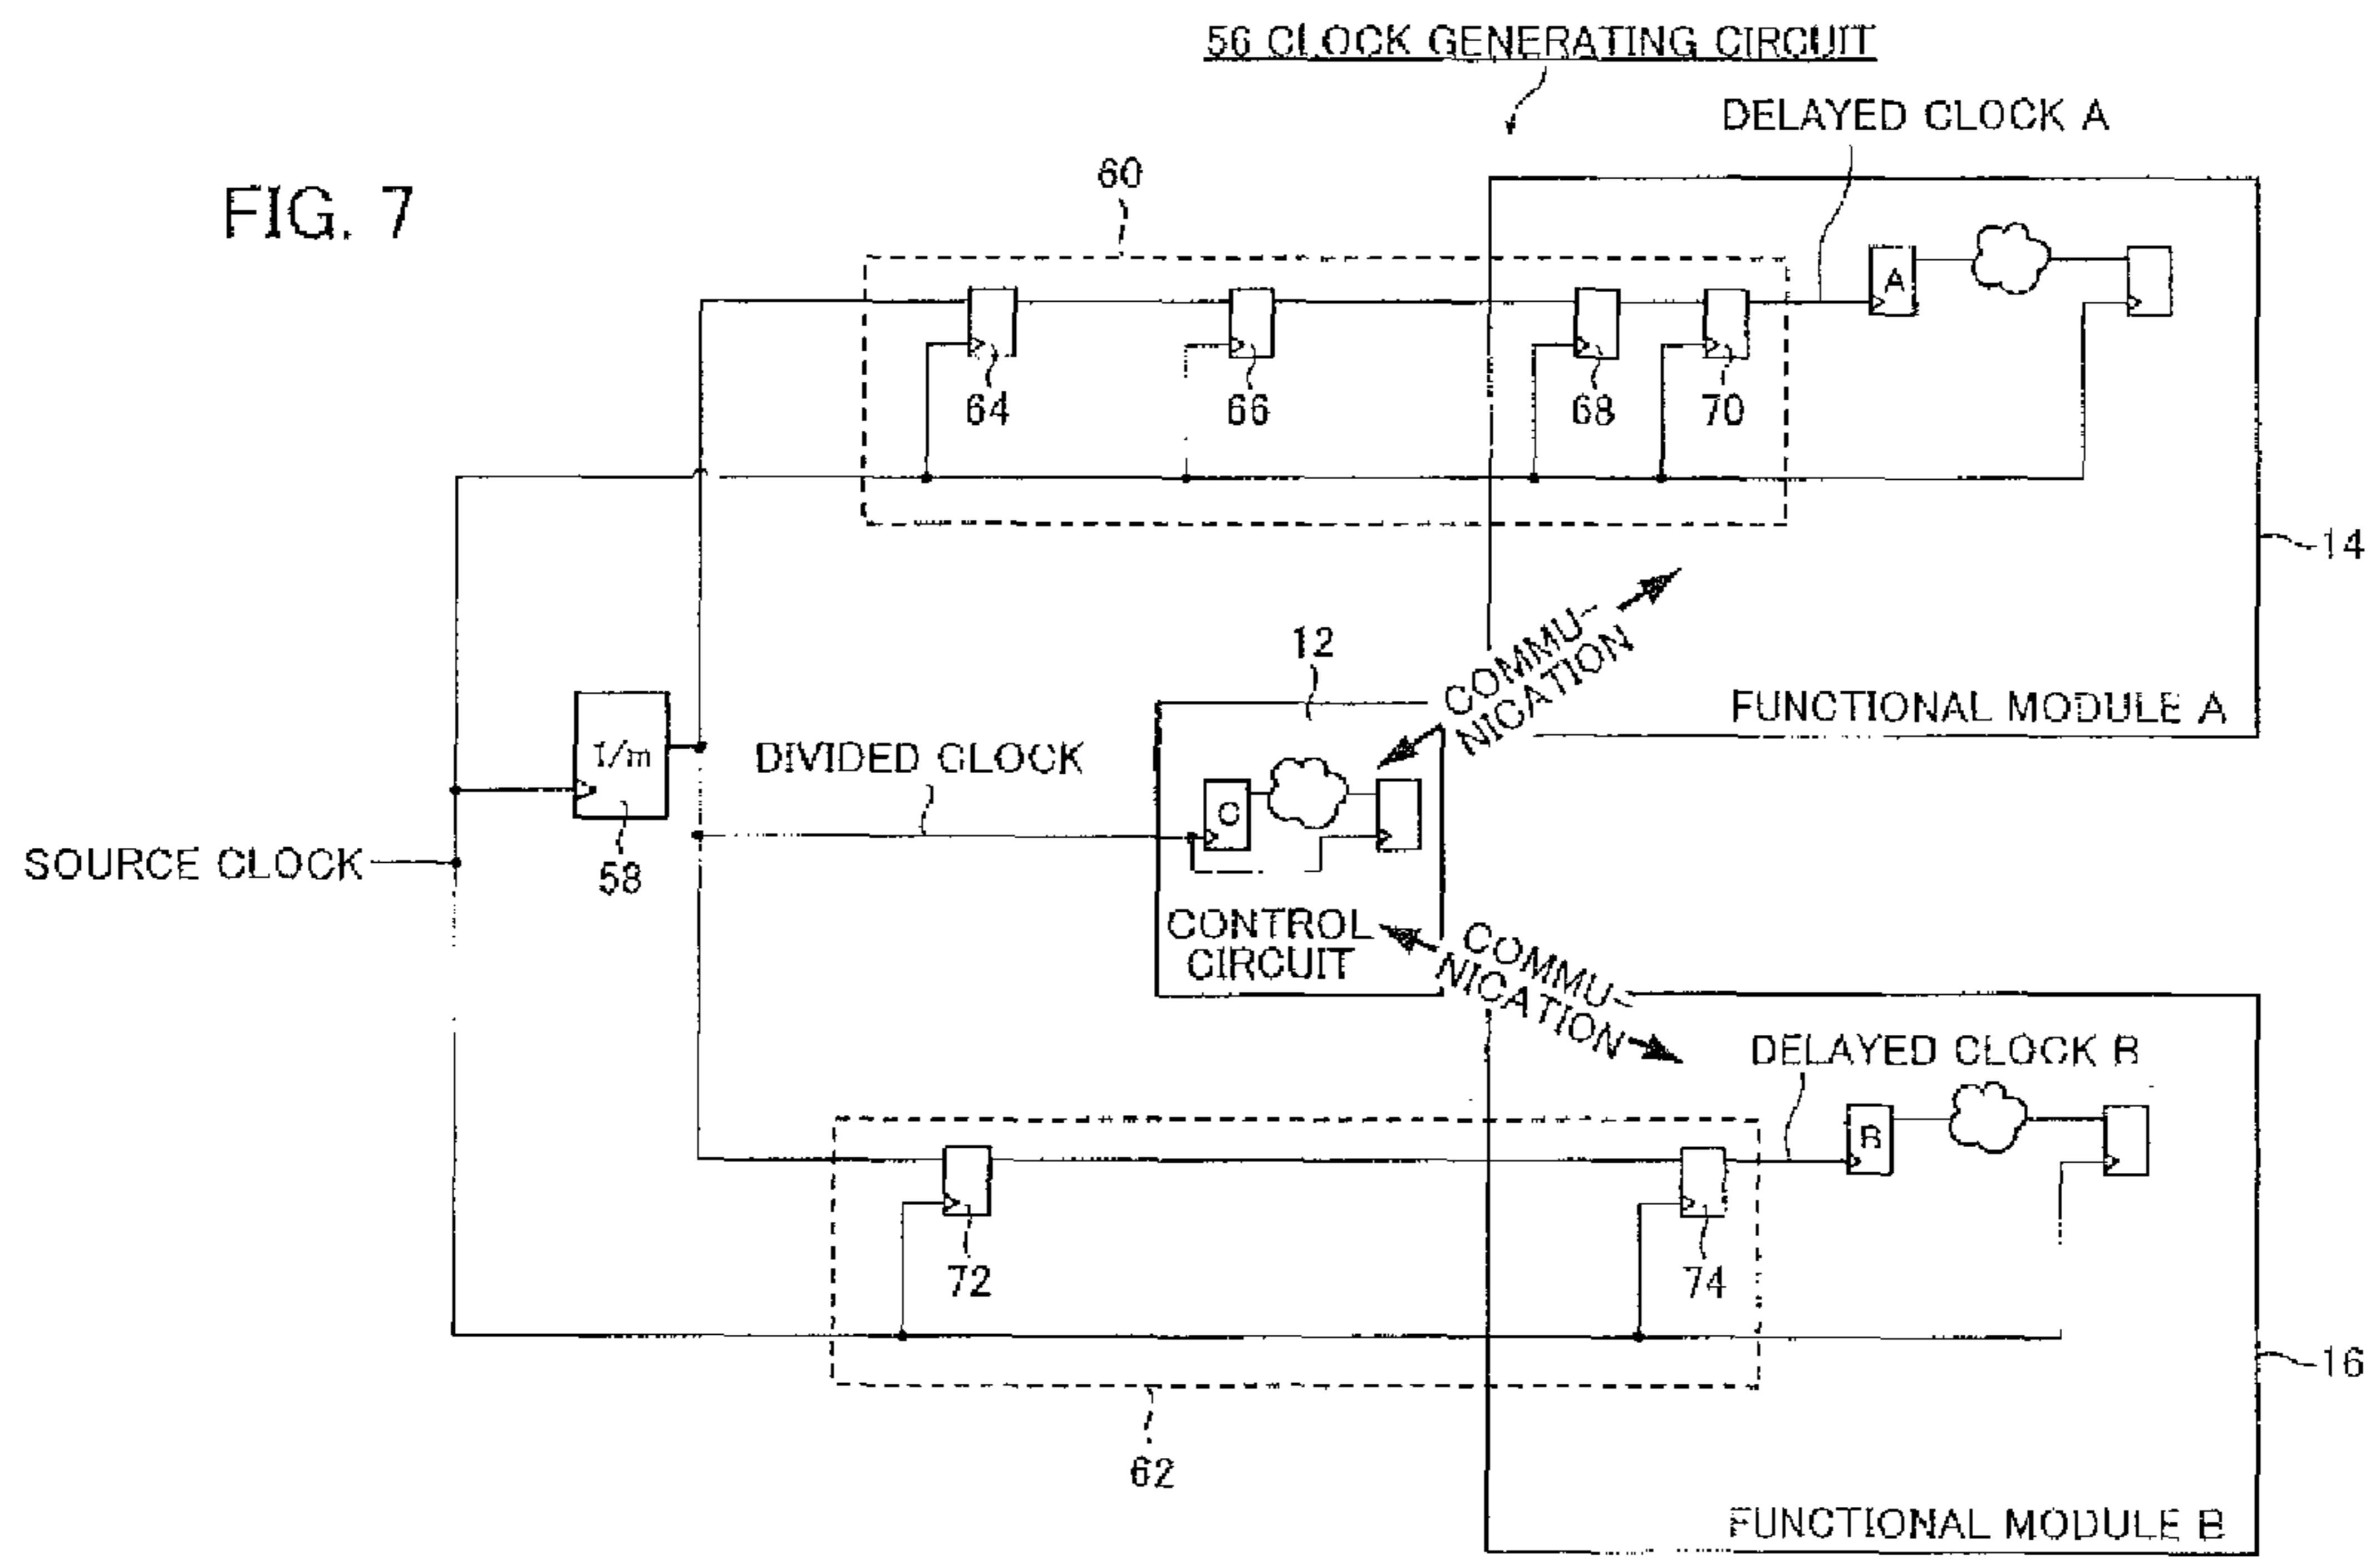 56 CLOCK GENERATING CIRCUIT
DELAYED CLOCK A
60
FIG. 7
A
64
66
68
70
14
12
COMMU-
NICATION
FUNCTIONAL MODULE A
1/m
DIVIDED CLOCK
C
SOURCE CLOCK
58
CONTROL
CIRCUIT
COMMU-
NICATION
DELAYED CLOCK B
B
72
74
16
62
FUNCTIONAL MODULE B